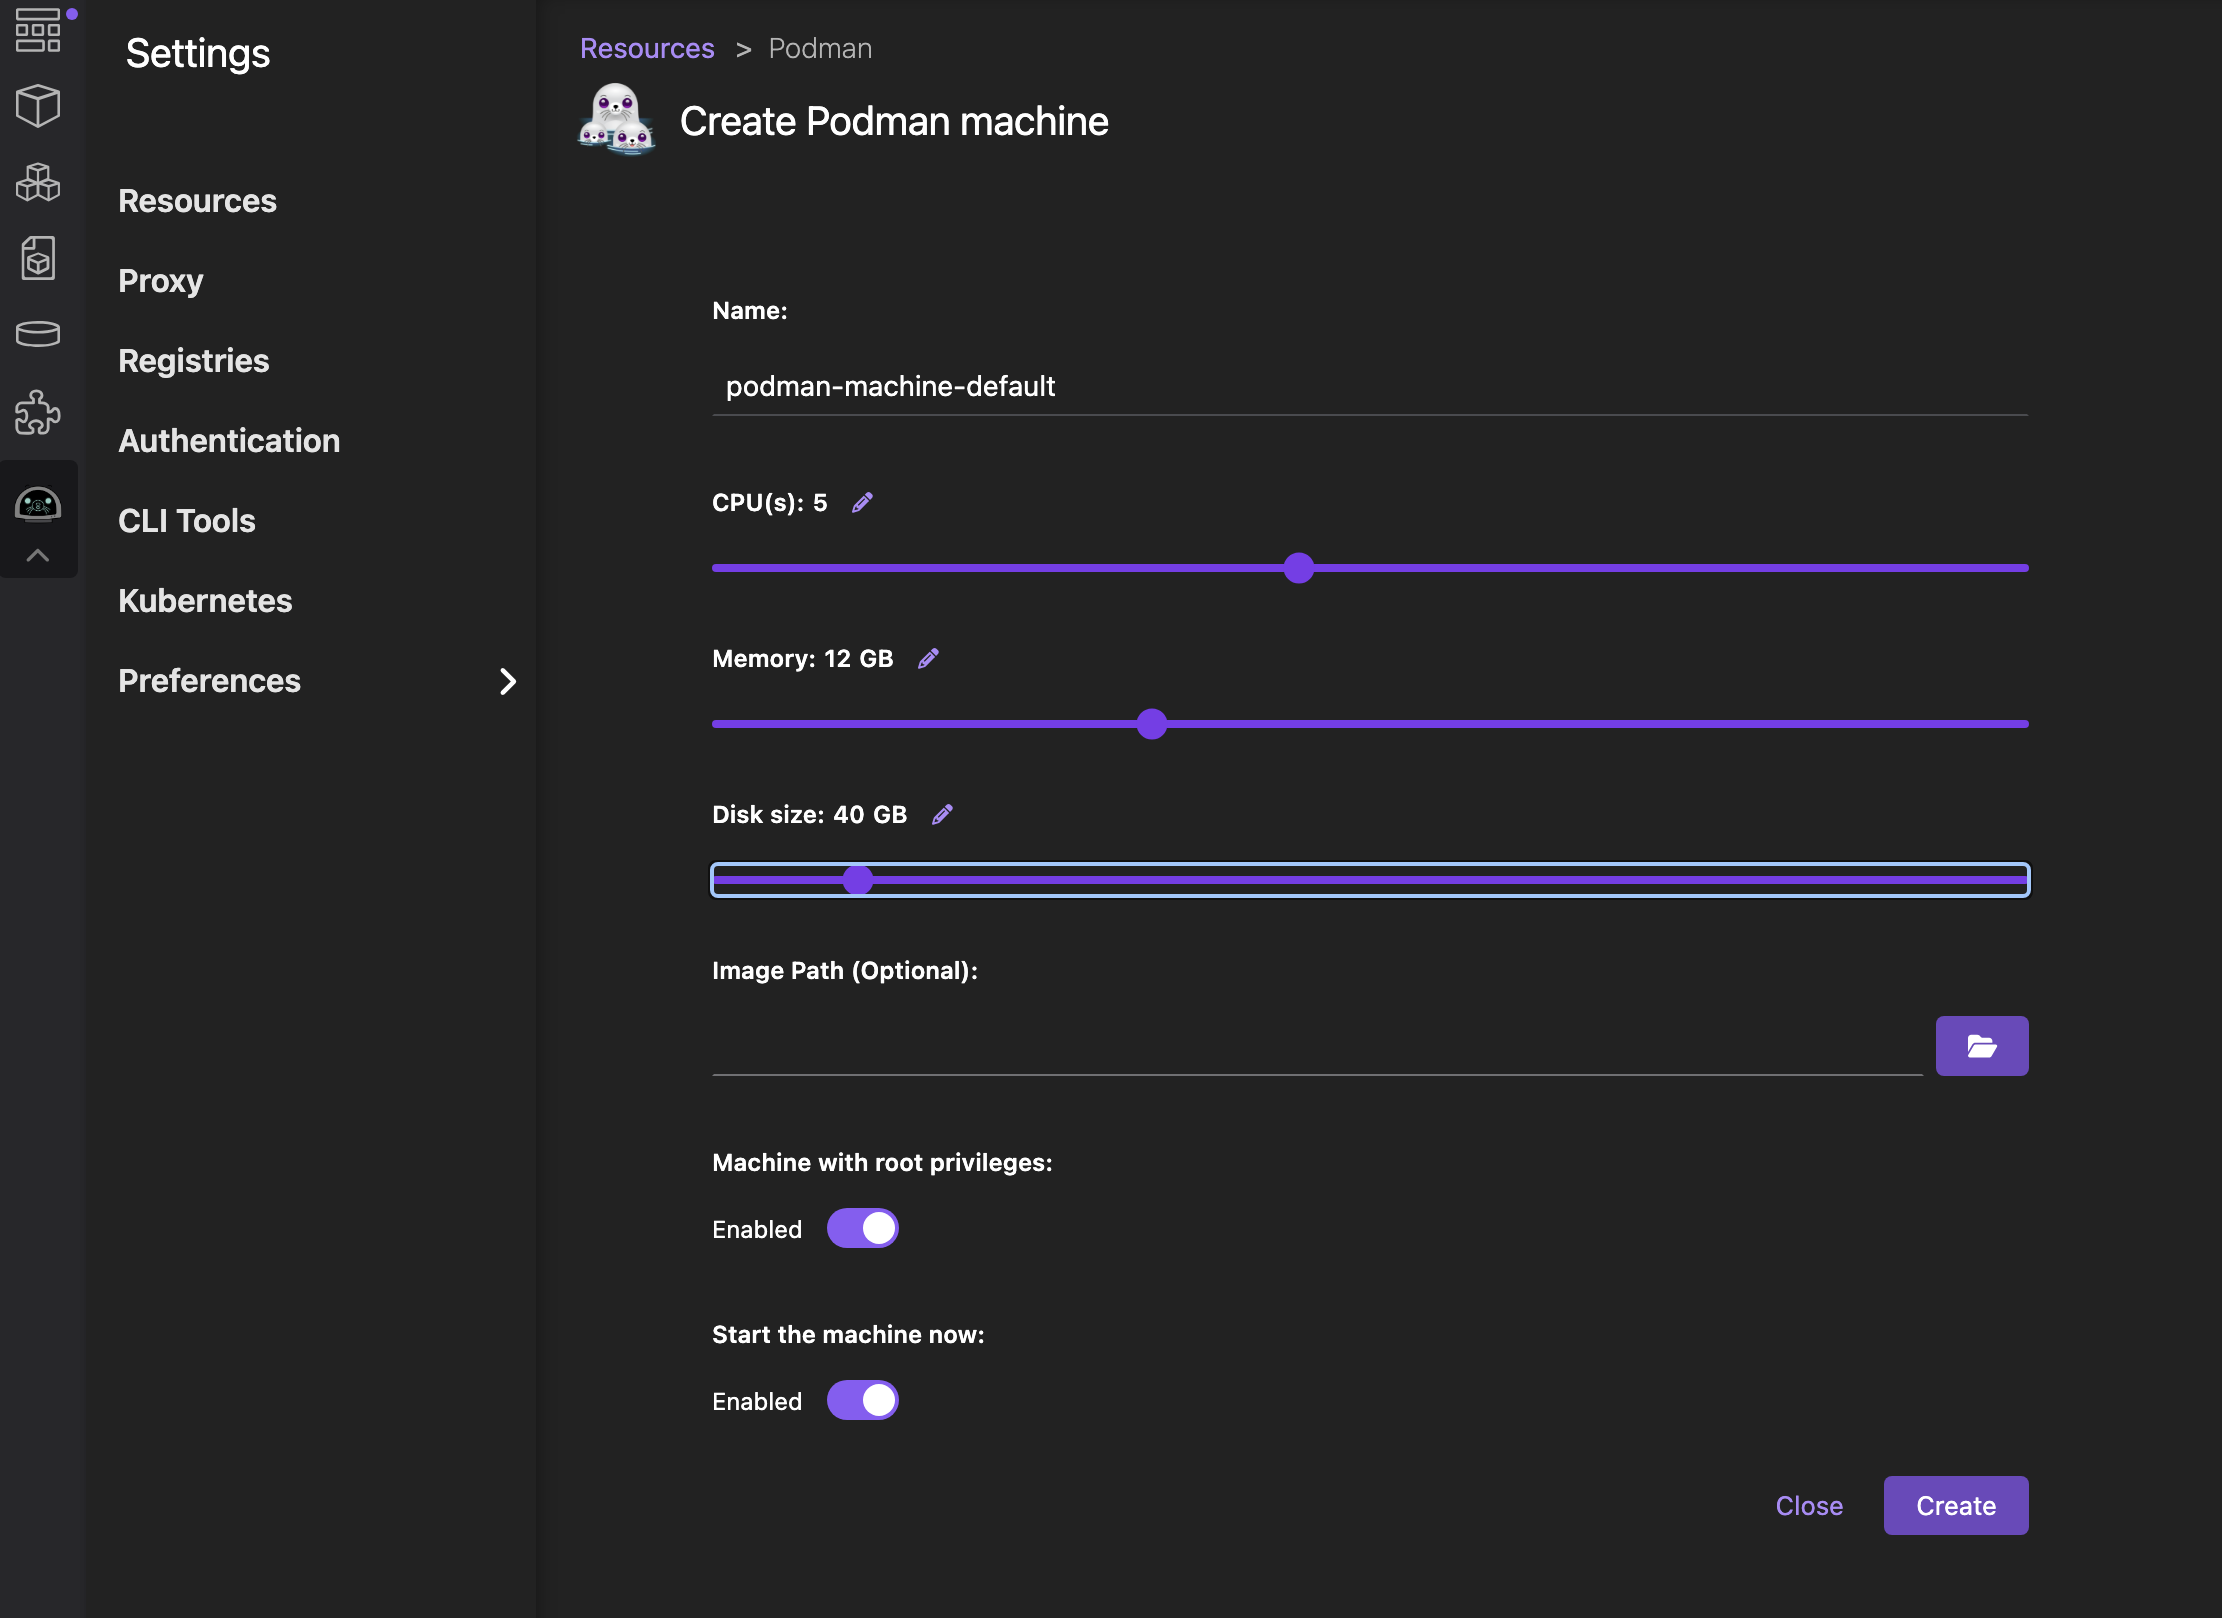 Settings
Resources
Proxy
Registries
Authentication
CLI Tools
Kubernetes
Preferences
Resources > Podman
Create Podman machine
Name:
podman-machine-default
CPU(s): 5
Memory: 12 GB
Disk size: 40 GB
Image Path (Optional):
Machine with root privileges:
Enabled
Start the machine now:
Enabled
Close
Create